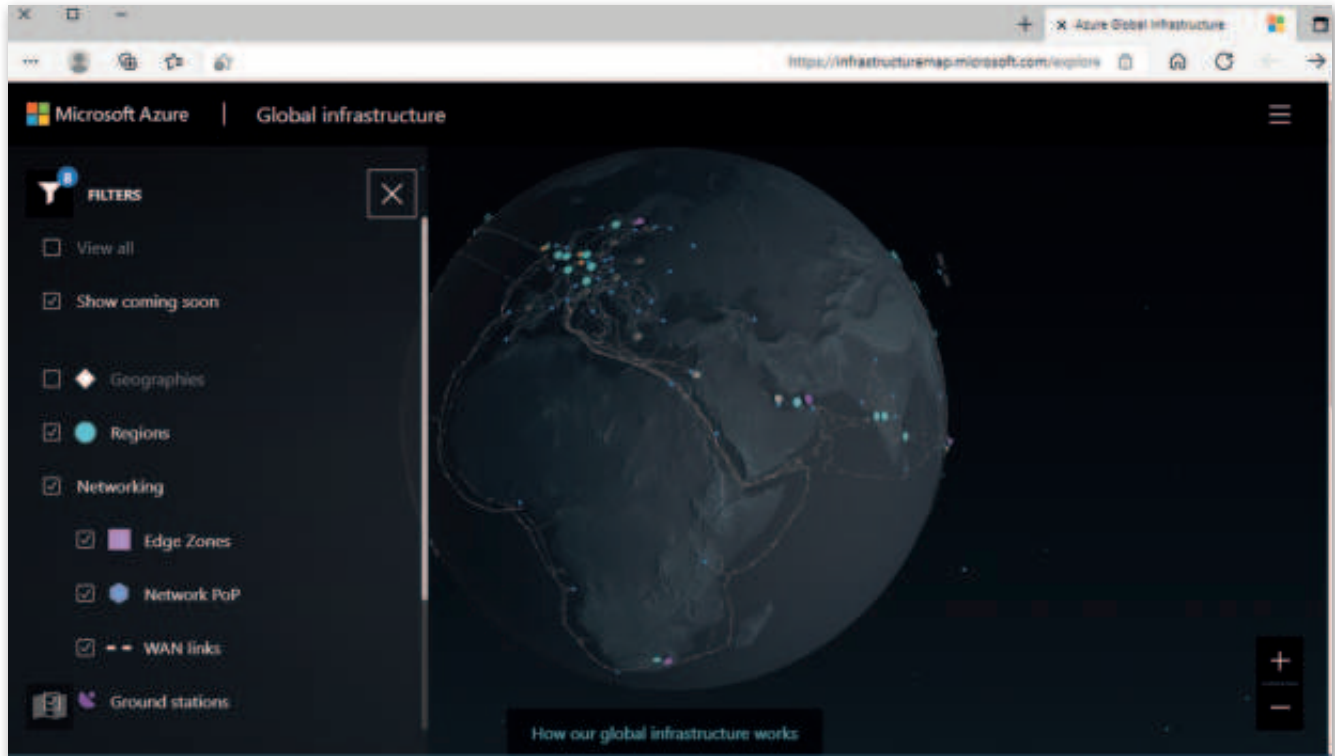 Azure Global Infrastructure
https://infrastructuremap.microsoft.com/explore
Microsoft Azure | Global infrastructure
8
FILTERS
View all
Show coming soon
Geographies
Regions
Networking
Edge Zones
Network PoP
WAN links
Ground stations
How our global infrastructure works